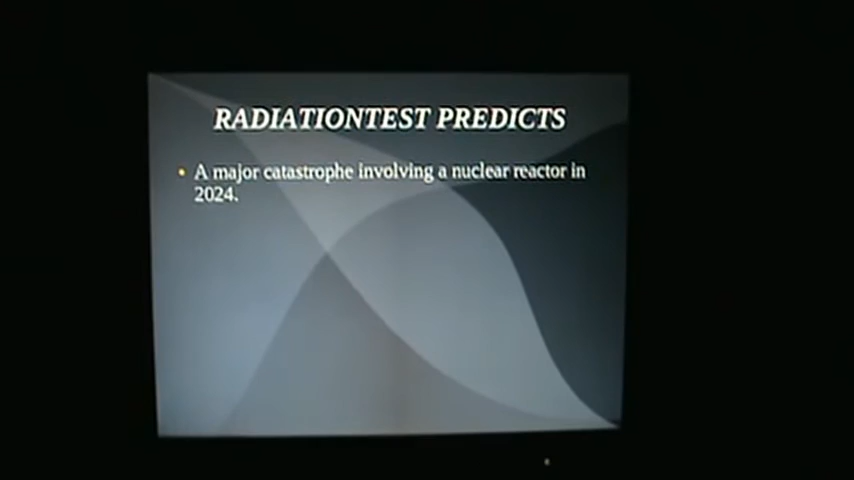 RADIATIONTEST PREDICTS
• A major catastrophe involving a nuclear reactor in
2024.